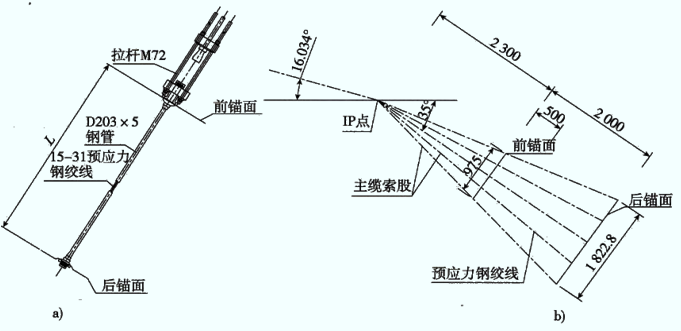 拉杆M72
前锚面
D203×5
钢管
15-31预应力
钢绞线
L
后锚面
a)
16.034°
IP点
35°
2 300
500
2 000
前锚面
975
主缆索股
后锚面
预应力钢绞线
1 822.8
b)